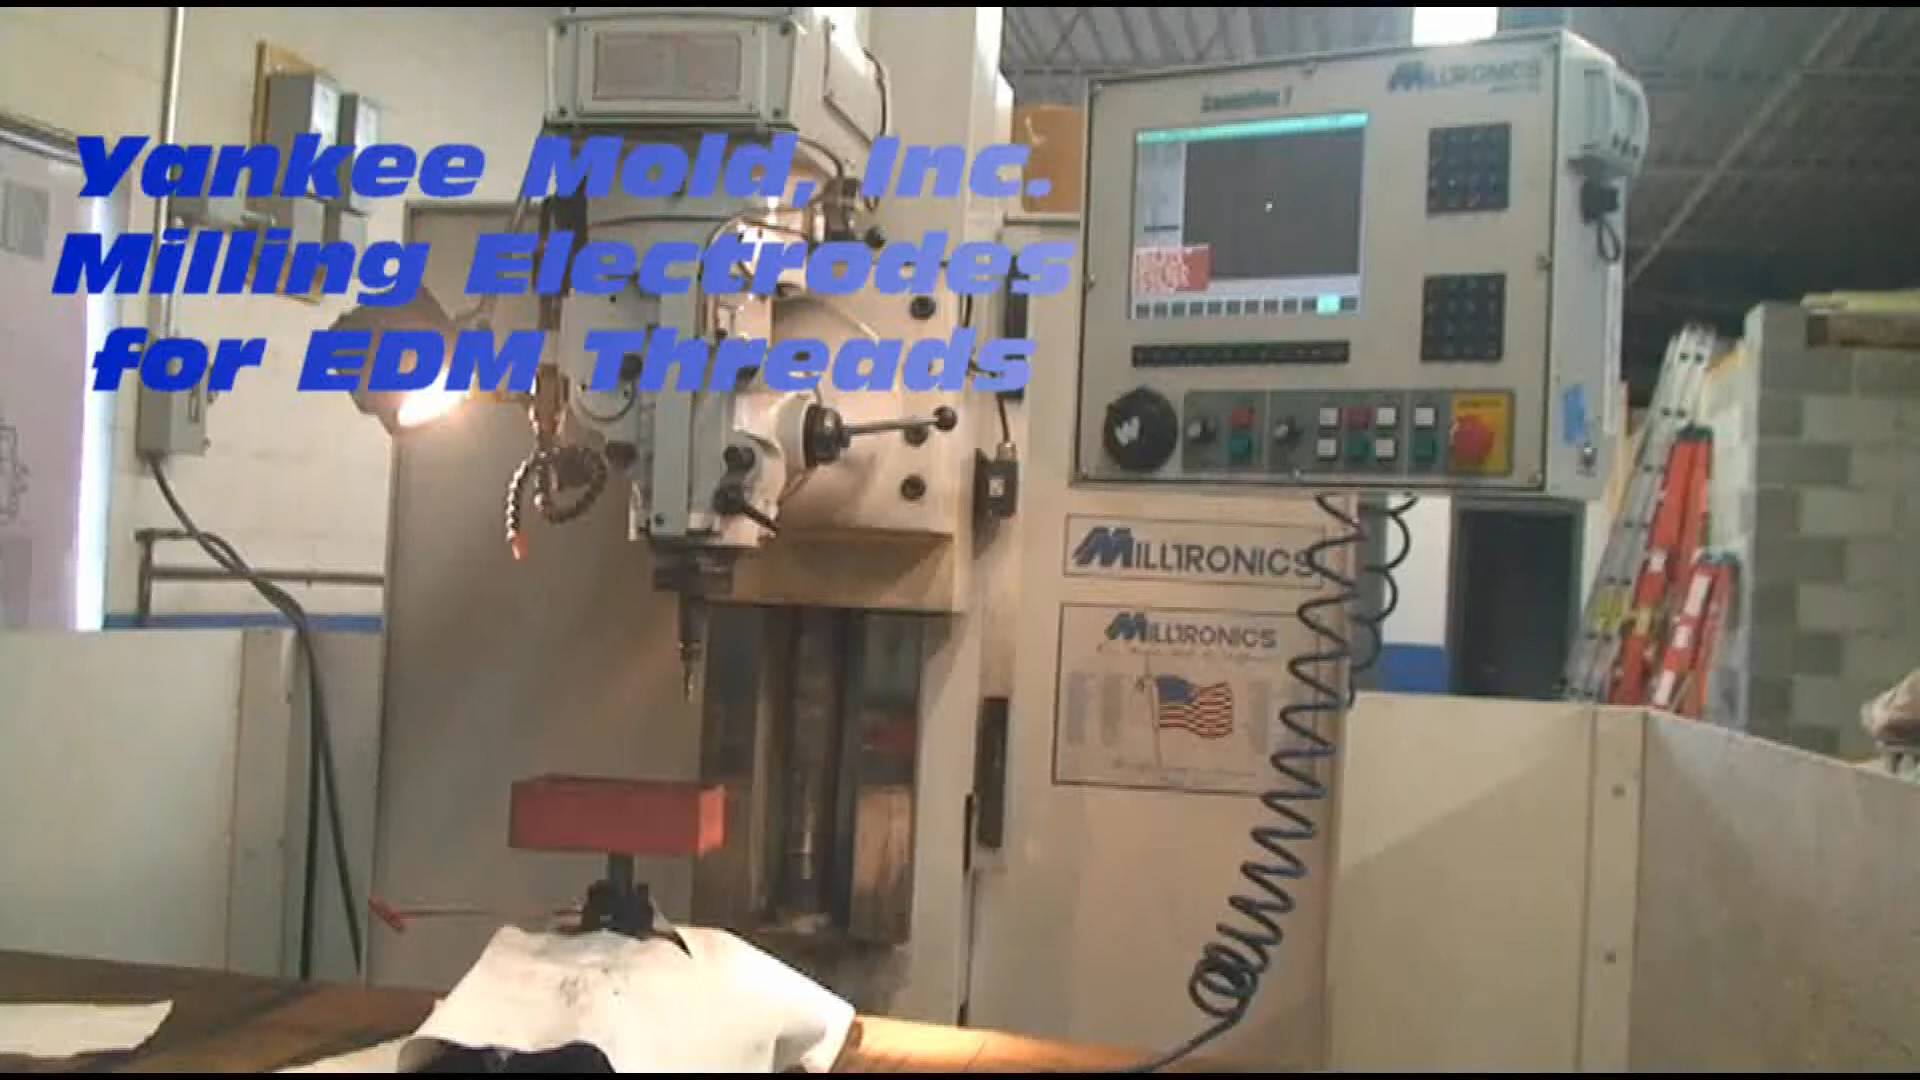 Yankee Mold, Inc.
Milling Electrodes
for EDM Threads
MILLTRONICS
MILLTRONICS
MILLTRONICS